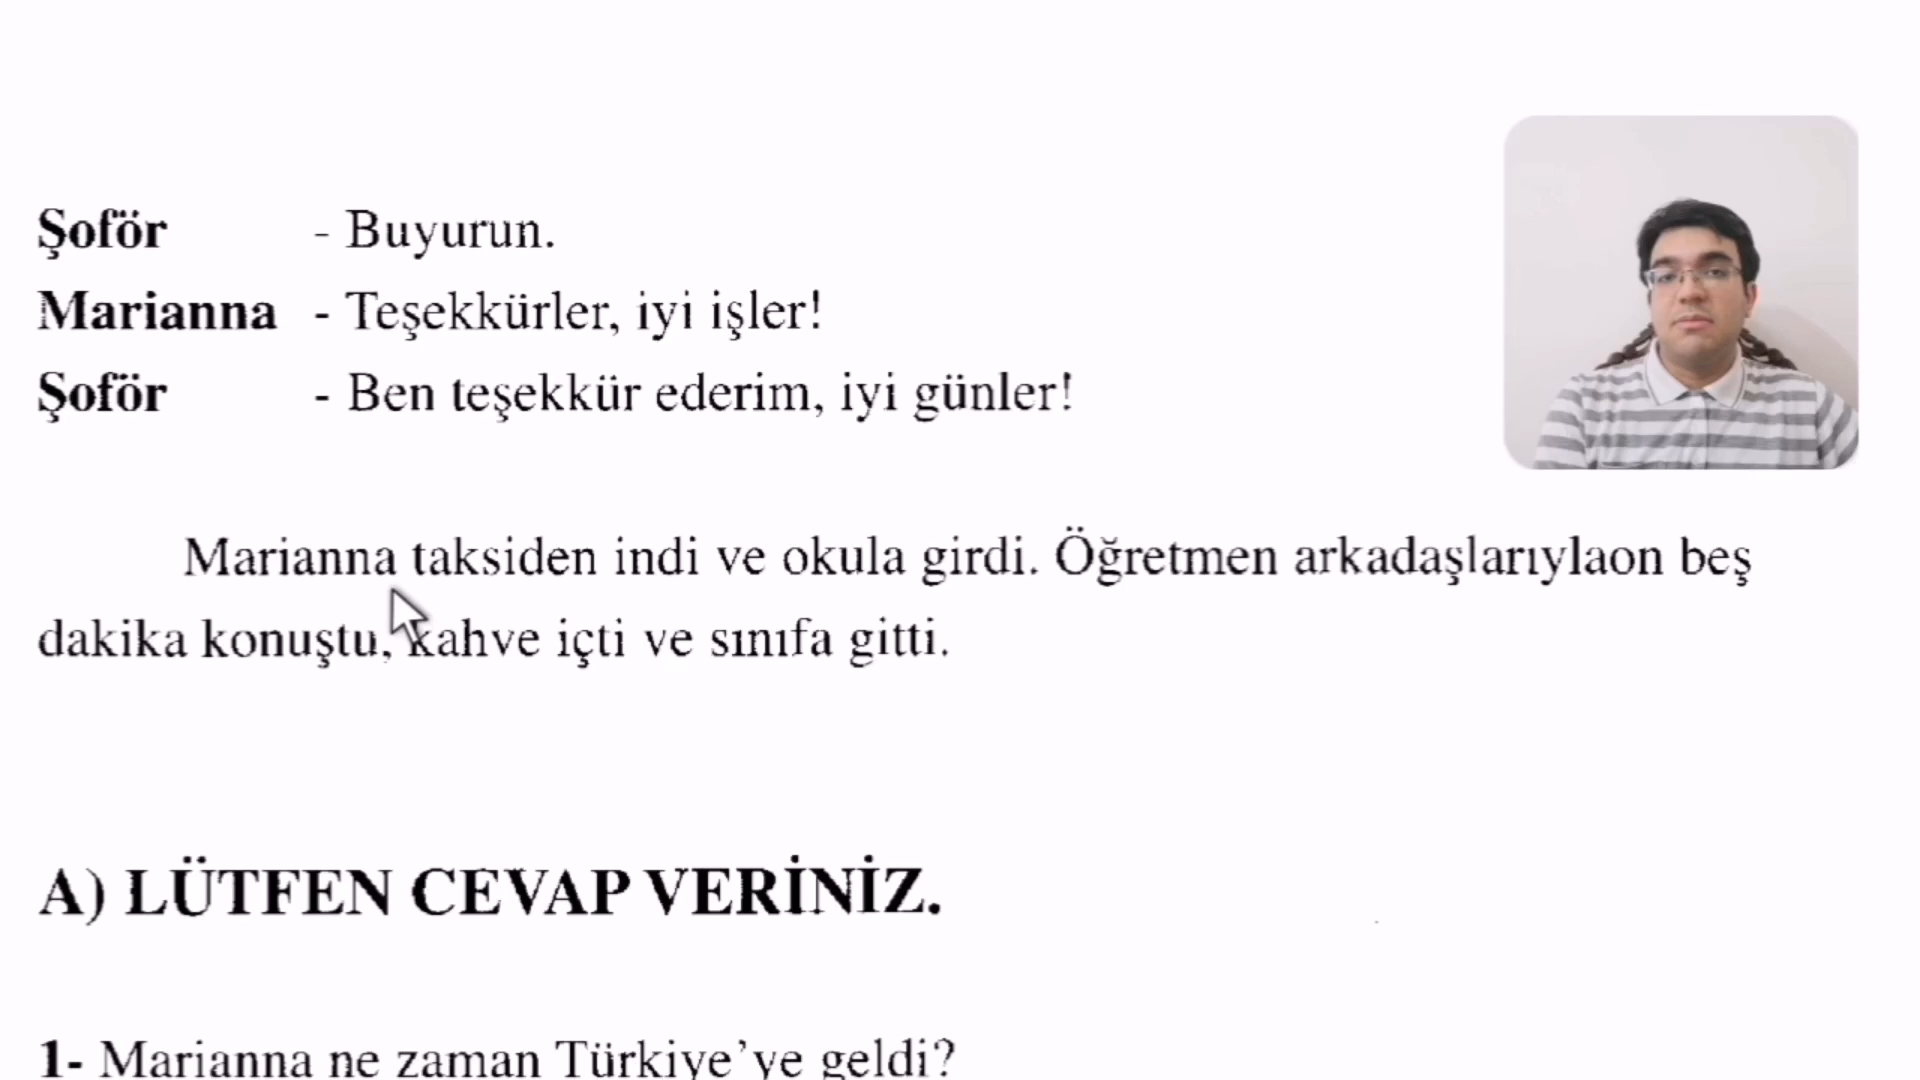 Şoför - Buyurun.
Marianna - Teşekkürler, iyi işler!
Şoför - Ben teşekkür ederim, iyi günler!
Marianna taksiden indi ve okula girdi. Öğretmen arkadaşlarıylaon beş
dakika konuştu, kahve içti ve sınıfa gitti.
A) LÜTFEN CEVAP VERİNİZ.
1- Marianna ne zaman Türkiye'ye geldi?